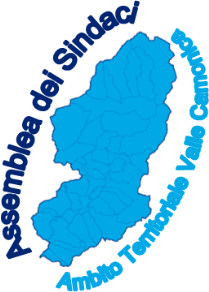 Assemblea dei Sindaci
Ambito Territoriale Valle Camonica